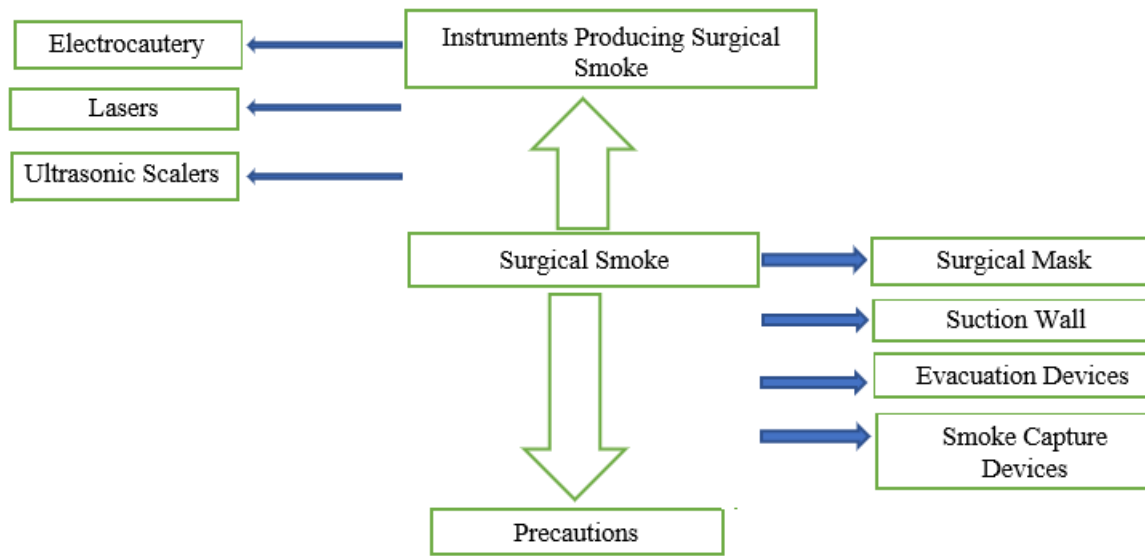 Electrocautery
Instruments Producing Surgical
Smoke
Lasers
Ultrasonic Scalers
Surgical Smoke
Surgical Mask
Suction Wall
Evacuation Devices
Smoke Capture
Devices
Precautions